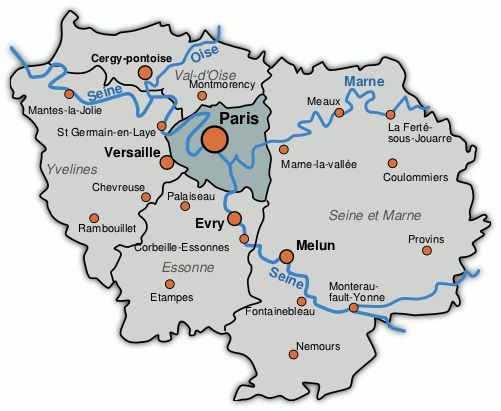 Oise
Cergy-pontoise
Val-d'Oise
Marne
Seine
Montmorency
Mantes-la-Jolie
Meaux
Paris
St Germain-en-Laye
La Ferté-
sous-Jouarre
Versaille
Marne-la-vallée
Yvelines
Coulommiers
Chevreuse
Palaiseau
Seine et Marne
Rambouillet
Evry
Provins
Corbeille-Essonnes
Melun
Essonne
Seine
Etampes
Monterau-
fault-Yonne
Fontainebleau
Nemours